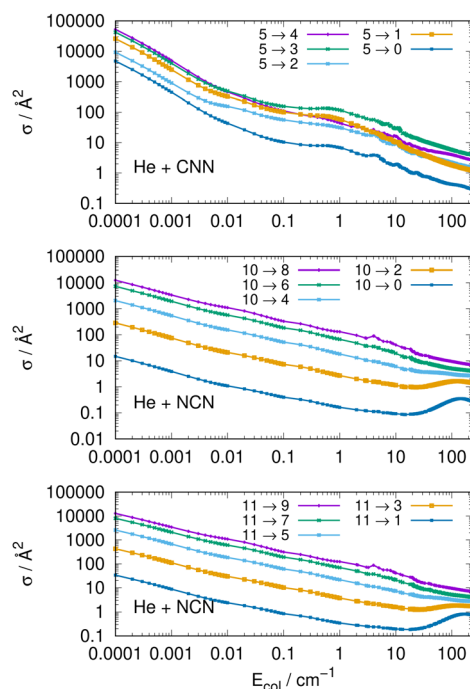 100000
10000
1000
100
10
1
0.1
σ / Å²
5 → 4
5 → 3
5 → 2
5 → 1
5 → 0
He + CNN
0.0001 0.001 0.01 0.1 1 10 100
100000
10000
1000
100
10
1
0.1
0.01
σ / Å²
10 → 8
10 → 6
10 → 4
10 → 2
10 → 0
He + NCN
0.0001 0.001 0.01 0.1 1 10 100
100000
10000
1000
100
10
1
0.1
σ / Å²
11 → 9
11 → 7
11 → 5
11 → 3
11 → 1
He + NCN
0.0001 0.001 0.01 0.1 1 10 100
E_col / cm⁻¹